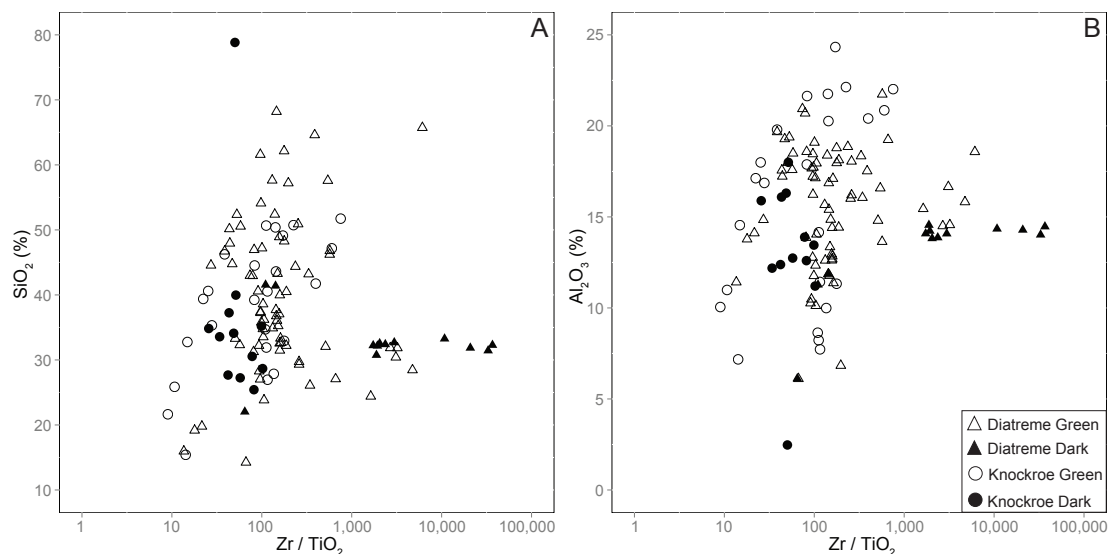 A
80
70
60
50
40
30
20
10
SiO2 (%)
1
10
100
1,000
10,000
100,000
Zr / TiO2
B
25
20
15
10
5
0
Al2O3 (%)
1
10
100
1,000
10,000
100,000
Zr / TiO2
Diatreme Green
Diatreme Dark
Knockroe Green
Knockroe Dark